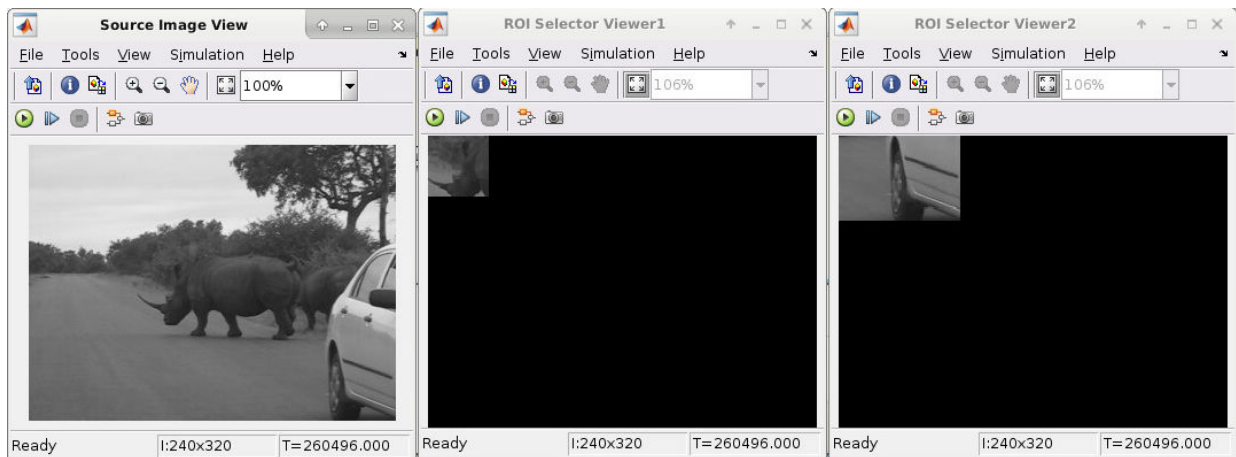 Source Image View
File Tools View Simulation Help
100%
Ready I:240x320 T=260496.000
ROI Selector Viewer1
File Tools View Simulation Help
106%
Ready I:240x320 T=260496.000
ROI Selector Viewer2
File Tools View Simulation Help
106%
Ready I:240x320 T=260496.000